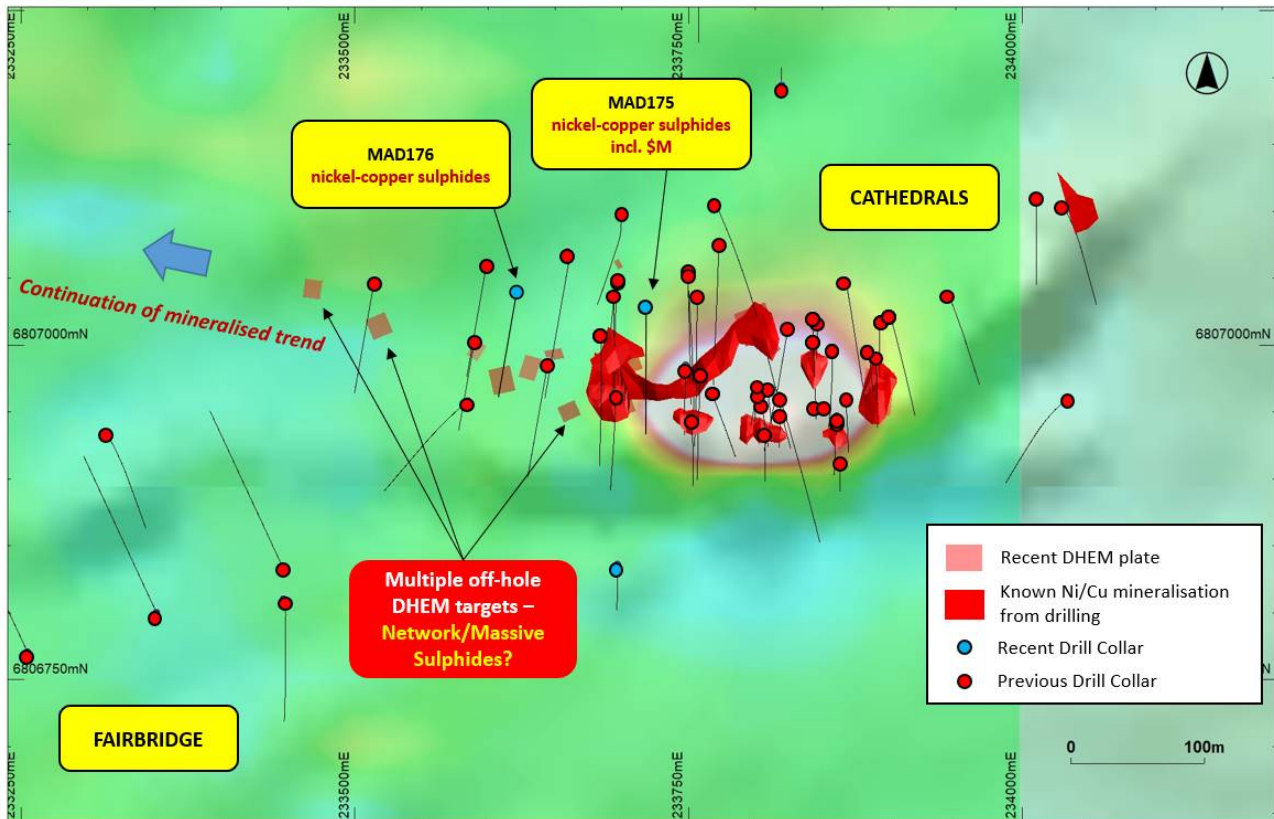 233250mE
233500mE
233750mE
234000mE
MAD175
nickel-copper sulphides
incl. $M
MAD176
nickel-copper sulphides
CATHEDRALS
Continuation of mineralised trend
6807000mN
6807000mN
Multiple off-hole
DHEM targets –
Network/Massive
Sulphides?
Recent DHEM plate
Known Ni/Cu mineralisation
from drilling
Recent Drill Collar
Previous Drill Collar
6806750mN
6806750mN
FAIRBRIDGE
0
100m
233250mE
233500mE
233750mE
234000mE